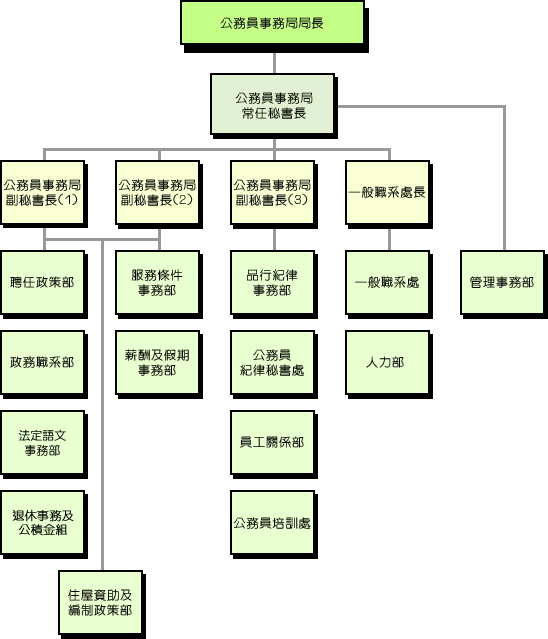 公務員事務局局長
公務員事務局
常任秘書長
公務員事務局
副秘書長(1)
公務員事務局
副秘書長(2)
公務員事務局
副秘書長(3)
一般職系處長
聘任政策部
服務條件
事務部
品行紀律
事務部
一般職系處
管理事務部
政務職系部
薪酬及假期
事務部
公務員
紀律秘書處
人力部
法定語文
事務部
員工關係部
退休事務及
公積金組
公務員培訓處
住屋資助及
編制政策部